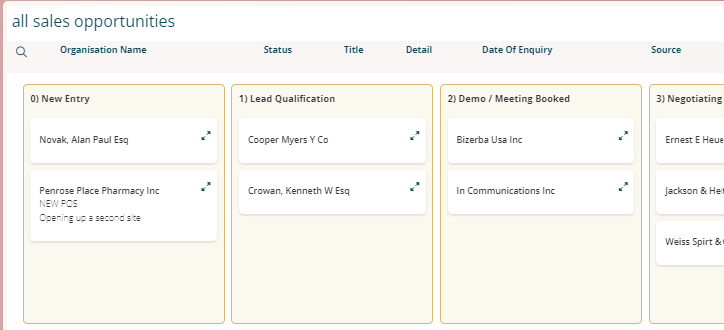 all sales opportunities
Organisation Name Status Title Detail Date Of Enquiry Source
0) New Entry
Novak, Alan Paul Esq
Penrose Place Pharmacy Inc
NEW POS
Opening up a second site
1) Lead Qualification
Cooper Myers Y Co
Crowan, Kenneth W Esq
2) Demo / Meeting Booked
Bizerba Usa Inc
In Communications Inc
3) Negotiating
Ernest E Heue
Jackson & Hei
Weiss Spirt &